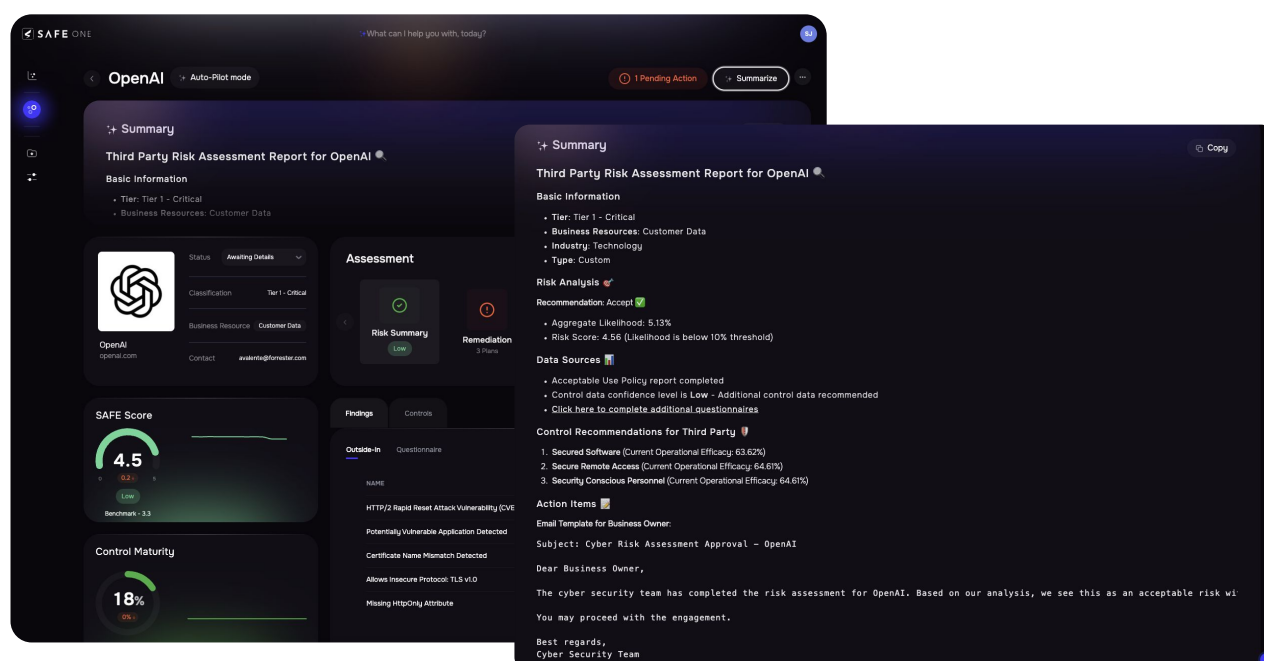 SAFE ONE
What can I help you with, today?
SJ
OpenAI
Auto-Pilot mode
1 Pending Action
Summarize
Summary
Third Party Risk Assessment Report for OpenAI
Basic Information
• Tier: Tier 1 - Critical
• Business Resources: Customer Data
Status
Awaiting Details
Classification
Tier 1 - Critical
Business Resource
Customer Data
Contact
avalente@forrester.com
OpenAI
openai.com
Assessment
Risk Summary
Low
Remediation
3 Plans
SAFE Score
4.5
0
0.2
5
Low
Benchmark - 3.3
Control Maturity
18%
0%
Findings
Controls
Outside-In
Questionnaire
NAME
HTTP/2 Rapid Reset Attack Vulnerability (CVE
Potentially Vulnerable Application Detected
Certificate Name Mismatch Detected
Allows Insecure Protocol: TLS v1.0
Missing HttpOnly Attribute
Summary
Copy
Third Party Risk Assessment Report for OpenAI
Basic Information
• Tier: Tier 1 - Critical
• Business Resources: Customer Data
• Industry: Technology
• Type: Custom
Risk Analysis
Recommendation: Accept
• Aggregate Likelihood: 5.13%
• Risk Score: 4.56 (Likelihood is below 10% threshold)
Data Sources
• Acceptable Use Policy report completed
• Control data confidence level is Low - Additional control data recommended
• Click here to complete additional questionnaires
Control Recommendations for Third Party
1. Secured Software (Current Operational Efficacy: 63.62%)
2. Secure Remote Access (Current Operational Efficacy: 64.61%)
3. Security Conscious Personnel (Current Operational Efficacy: 64.61%)
Action Items
Email Template for Business Owner:
Subject: Cyber Risk Assessment Approval – OpenAI
Dear Business Owner,
The cyber security team has completed the risk assessment for OpenAI. Based on our analysis, we see this as an acceptable risk wi
You may proceed with the engagement.
Best regards,
Cyber Security Team